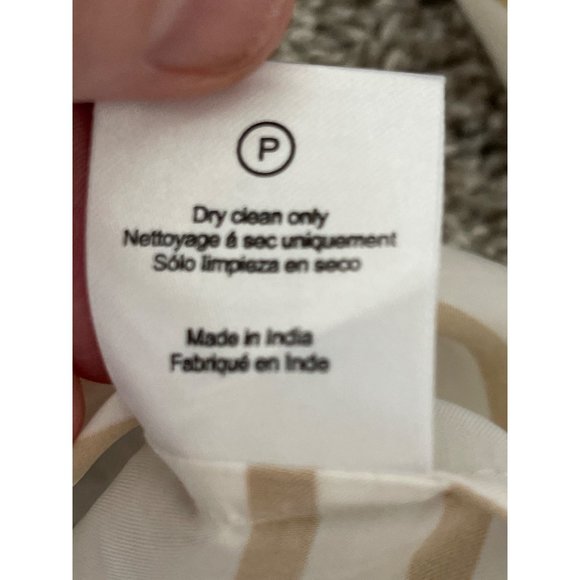 P
Dry clean only
Nettoyage á sec uniquement
Sólo limpieza en seco
Made in India
Fabriqué en Inde